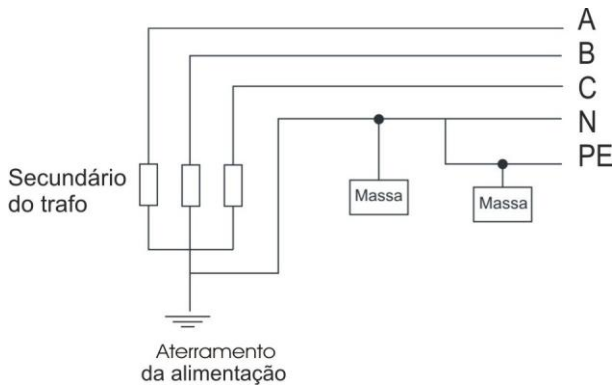 A
B
C
N
PE
Secundário
do trafo
Massa
Massa
Aterramento
da alimentação